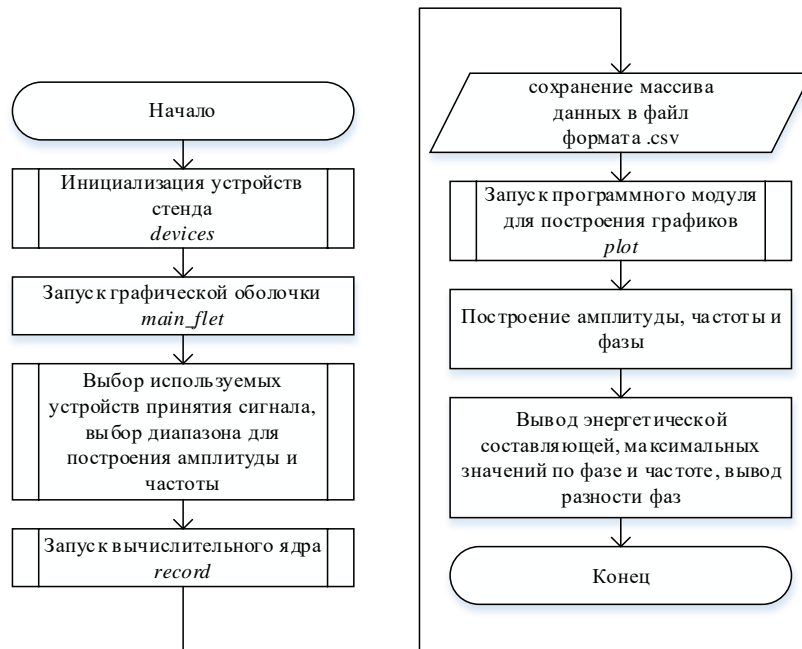 Начало
Инициализация устройств
стенда
devices
Запуск графической оболочки
main_flet
Выбор используемых
устройств принятия сигнала,
выбор диапазона для
построения амплитуды и
частоты
Запуск вычислительного ядра
record
сохранение массива
данных в файл
формата .csv
Запуск программного модуля
для построения графиков
plot
Построение амплитуды, частоты и
фазы
Вывод энергетической
составляющей, максимальных
значений по фазе и частоте, вывод
разности фаз
Конец